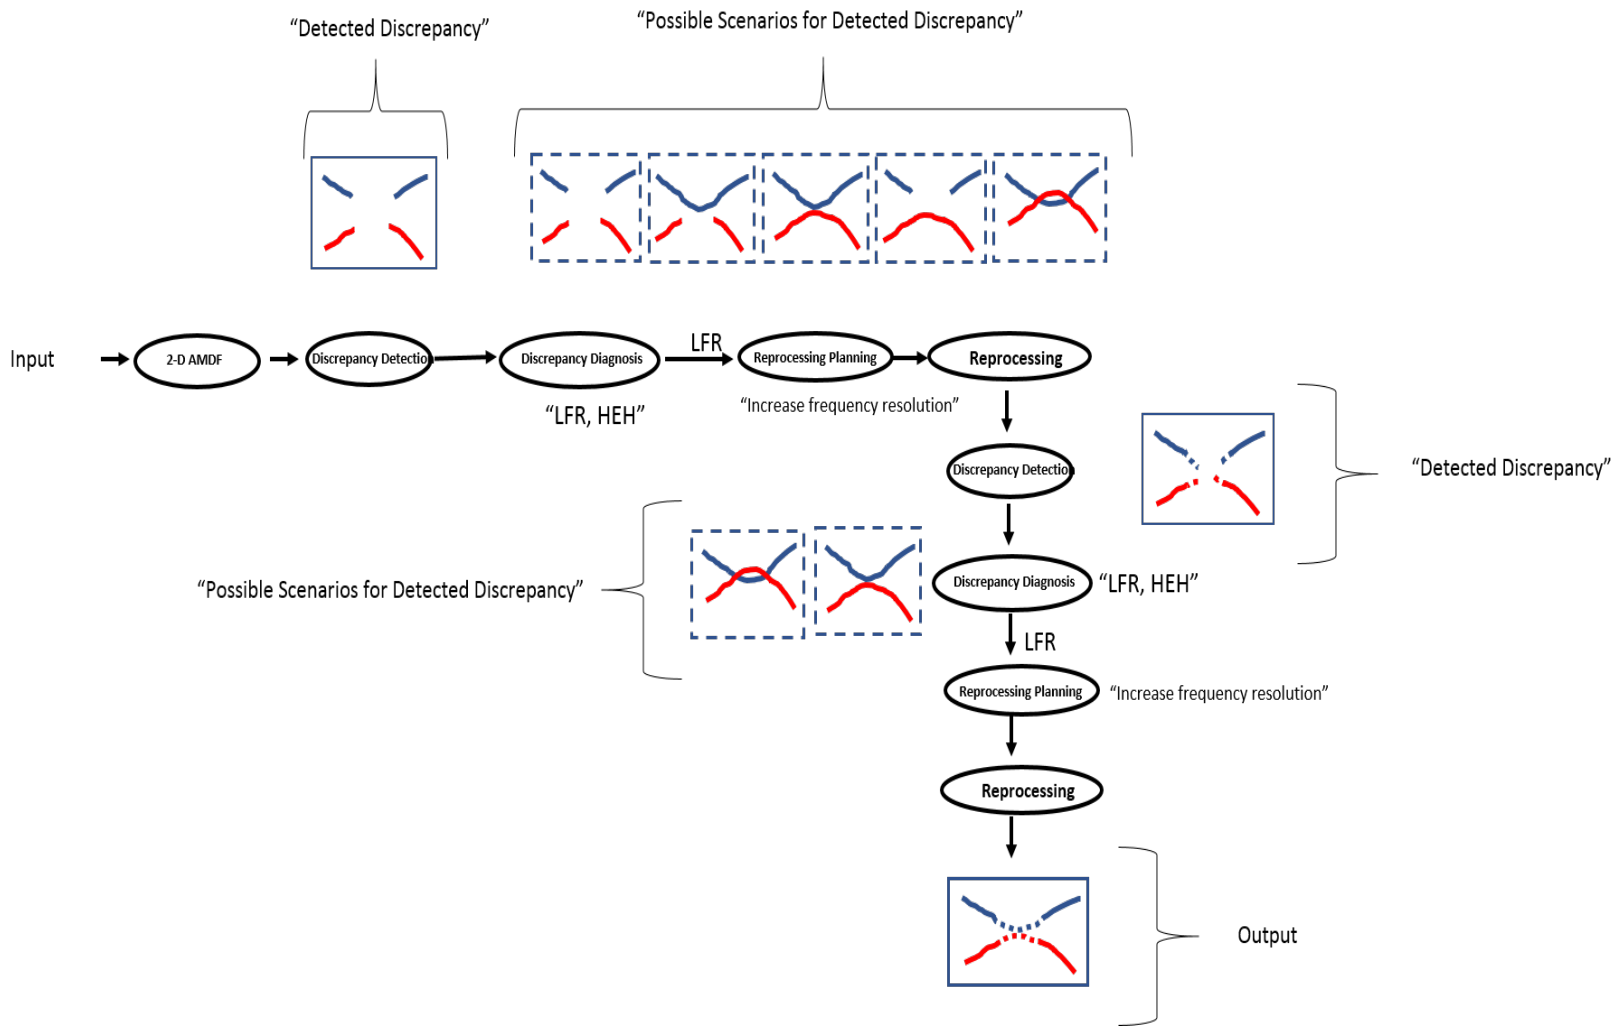 “Detected Discrepancy”
“Possible Scenarios for Detected Discrepancy”
Input
2-D AMDF
Discrepancy Detection
Discrepancy Diagnosis
LFR
Reprocessing Planning
Reprocessing
“LFR, HEH”
“Increase frequency resolution”
Discrepancy Detection
“Detected Discrepancy”
“Possible Scenarios for Detected Discrepancy”
Discrepancy Diagnosis
“LFR, HEH”
LFR
Reprocessing Planning
“Increase frequency resolution”
Reprocessing
Output